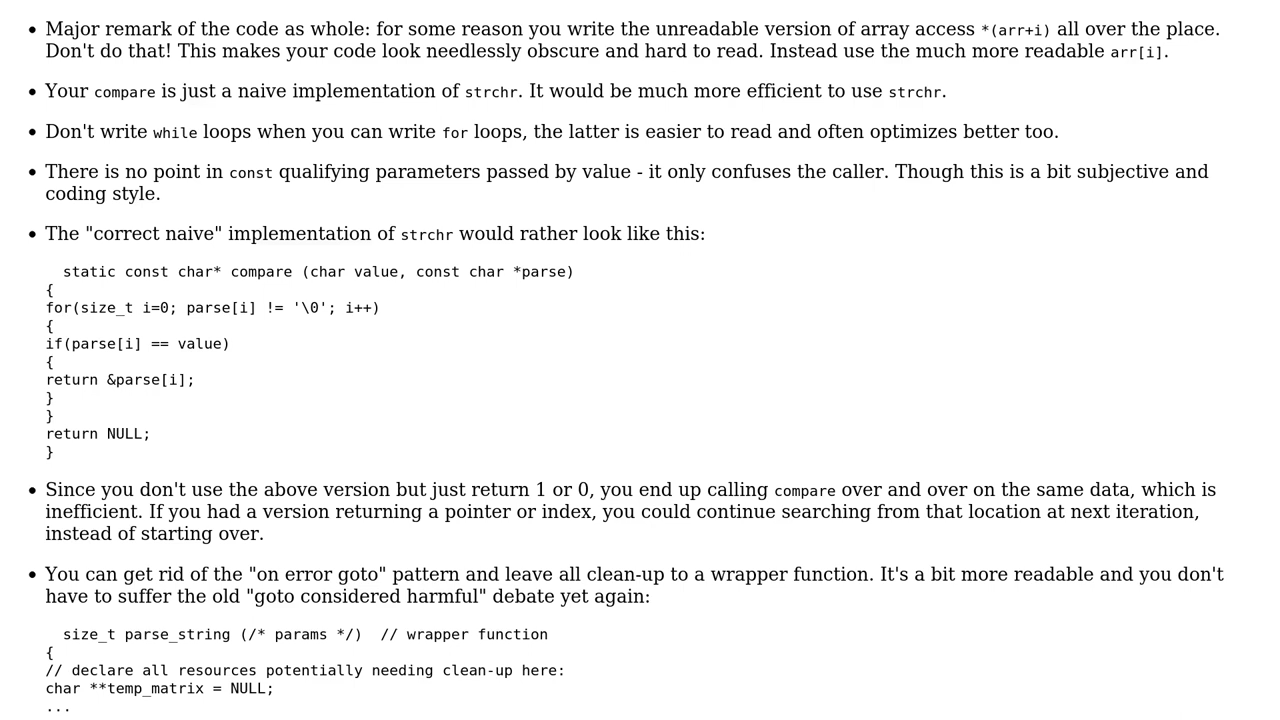 Major remark of the code as whole: for some reason you write the unreadable version of array access *(arr+i) all over the place.
Don't do that! This makes your code look needlessly obscure and hard to read. Instead use the much more readable arr[i].
Your compare is just a naive implementation of strchr. It would be much more efficient to use strchr.
Don't write while loops when you can write for loops, the latter is easier to read and often optimizes better too.
There is no point in const qualifying parameters passed by value - it only confuses the caller. Though this is a bit subjective and
coding style.
The "correct naive" implementation of strchr would rather look like this:
static const char* compare (char value, const char *parse)
{
for(size_t i=0; parse[i] != '\0'; i++)
{
if(parse[i] == value)
{
return &parse[i];
}
}
return NULL;
}
Since you don't use the above version but just return 1 or 0, you end up calling compare over and over on the same data, which is
inefficient. If you had a version returning a pointer or index, you could continue searching from that location at next iteration,
instead of starting over.
You can get rid of the "on error goto" pattern and leave all clean-up to a wrapper function. It's a bit more readable and you don't
have to suffer the old "goto considered harmful" debate yet again:
size_t parse_string (/* params */)  // wrapper function
{
// declare all resources potentially needing clean-up here:
char **temp_matrix = NULL;
...